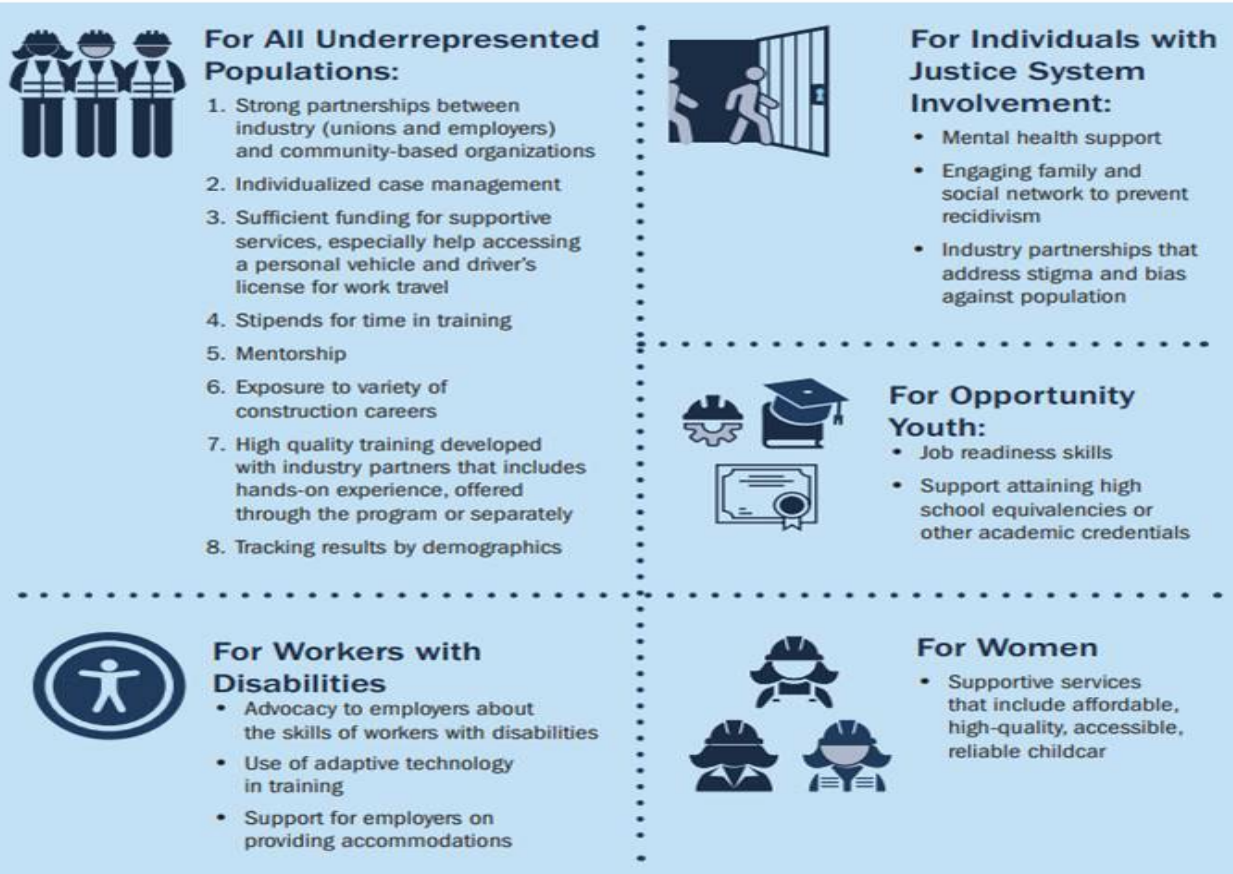 For All Underrepresented
Populations:
1. Strong partnerships between
industry (unions and employers)
and community-based organizations
2. Individualized case management
3. Sufficient funding for supportive
services, especially help accessing
a personal vehicle and driver's
license for work travel
4. Stipends for time in training
5. Mentorship
6. Exposure to variety of
construction careers
7. High quality training developed
with industry partners that includes
hands-on experience, offered
through the program or separately
8. Tracking results by demographics
For Individuals with
Justice System
Involvement:
• Mental health support
• Engaging family and
social network to prevent
recidivism
• Industry partnerships that
address stigma and bias
against population
For Opportunity
Youth:
• Job readiness skills
• Support attaining high
school equivalencies or
other academic credentials
For Workers with
Disabilities
• Advocacy to employers about
the skills of workers with disabilities
• Use of adaptive technology
in training
• Support for employers on
providing accommodations
For Women
• Supportive services
that include affordable,
high-quality, accessible,
reliable childcar